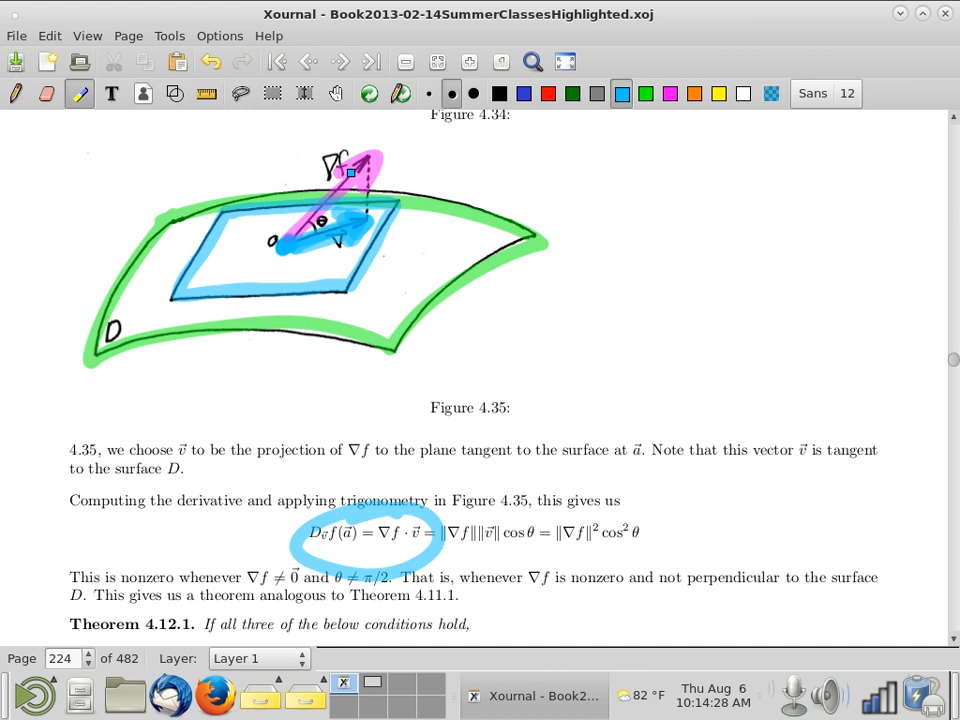 Xournal - Book2013-02-14SummerClassesHighlighted.xoj
File Edit View Page Tools Options Help
Sans 12
Figure 4.34:
∇f
θ
a
v
D
Figure 4.35:
4.35, we choose v⃗ to be the projection of ∇f to the plane tangent to the surface at a⃗. Note that this vector v⃗ is tangent
to the surface D.
Computing the derivative and applying trigonometry in Figure 4.35, this gives us
D_v⃗ f(a⃗) = ∇f · v⃗ = ‖∇f‖‖v⃗‖ cos θ = ‖∇f‖² cos² θ
This is nonzero whenever ∇f ≠ 0⃗ and θ ≠ π/2. That is, whenever ∇f is nonzero and not perpendicular to the surface
D. This gives us a theorem analogous to Theorem 4.11.1.
Theorem 4.12.1. If all three of the below conditions hold,
Page 224 of 482 Layer: Layer 1
Xournal - Book2... 82 °F Thu Aug 6
10:14:28 AM